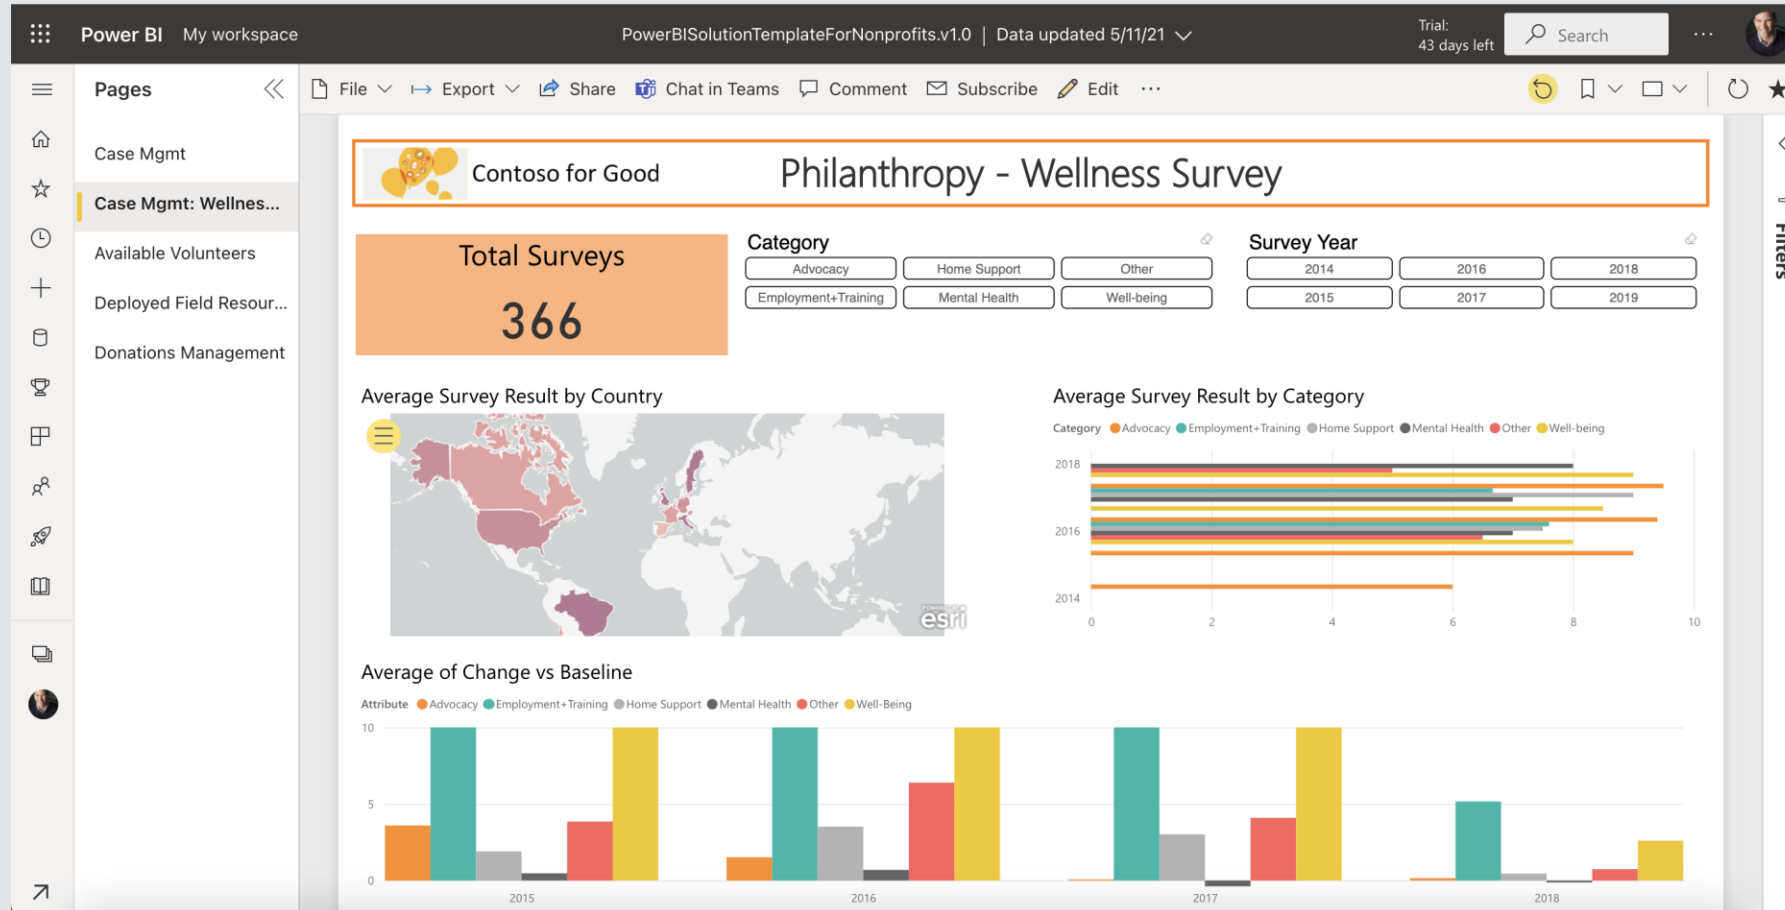 Power BI My workspace
PowerBISolutionTemplateForNonprofits.v1.0 | Data updated 5/11/21
Trial:
43 days left
Search
Pages
File Export Share Chat in Teams Comment Subscribe Edit
Case Mgmt
Case Mgmt: Wellnes...
Available Volunteers
Deployed Field Resour...
Donations Management
Filters
Contoso for Good
Philanthropy - Wellness Survey
Total Surveys
366
Category
Advocacy Home Support Other
Employment+Training Mental Health Well-being
Survey Year
2014 2016 2018
2015 2017 2019
Average Survey Result by Country
POWERED BY
esri
Average Survey Result by Category
Category Advocacy Employment+Training Home Support Mental Health Other Well-being
2018
2016
2014
0 2 4 6 8 10
Average of Change vs Baseline
Attribute Advocacy Employment+Training Home Support Mental Health Other Well-Being
10
5
0
2015 2016 2017 2018